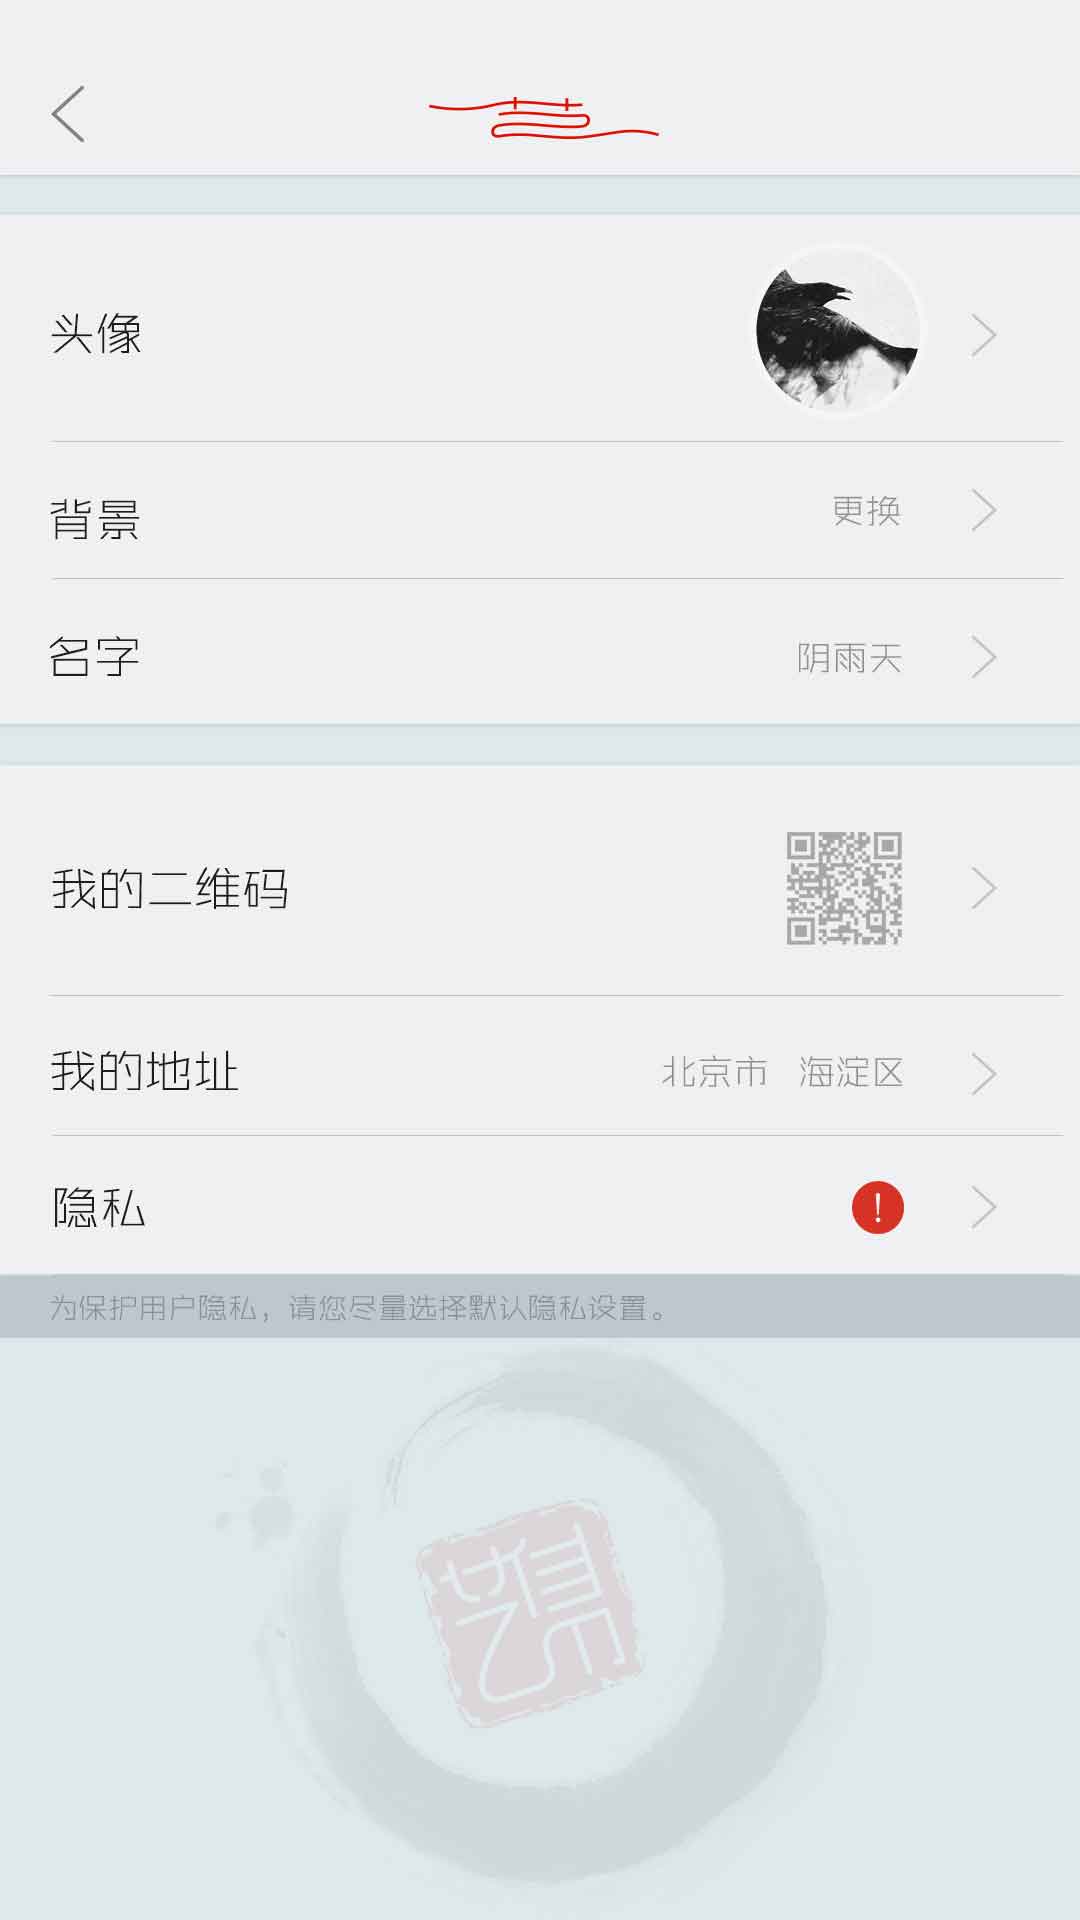 头像
背景 更换
名字 阴雨天
我的二维码
我的地址 北京市 海淀区
隐私 !
为保护用户隐私，请您尽量选择默认隐私设置。